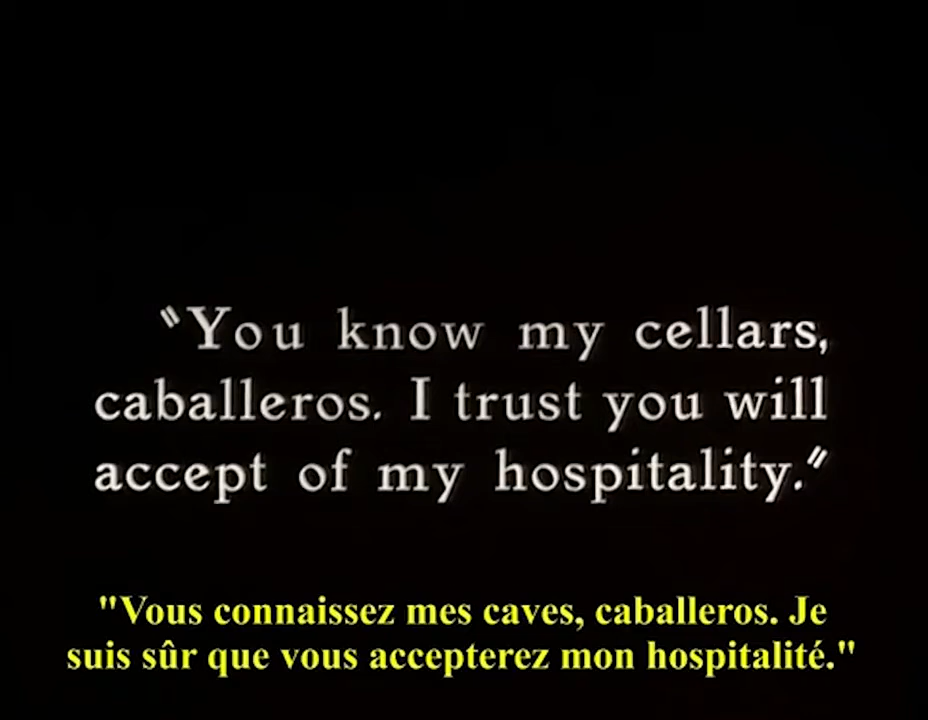 "You know my cellars,
caballeros. I trust you will
accept of my hospitality."
"Vous connaissez mes caves, caballeros. Je
suis sûr que vous accepterez mon hospitalité."